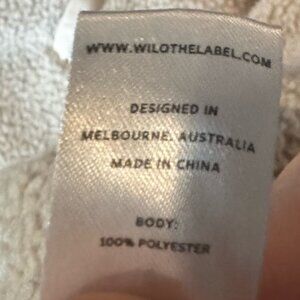 WWW.WILOTHELABEL.COM
DESIGNED IN
MELBOURNE, AUSTRALIA
MADE IN CHINA
BODY:
100% POLYESTER